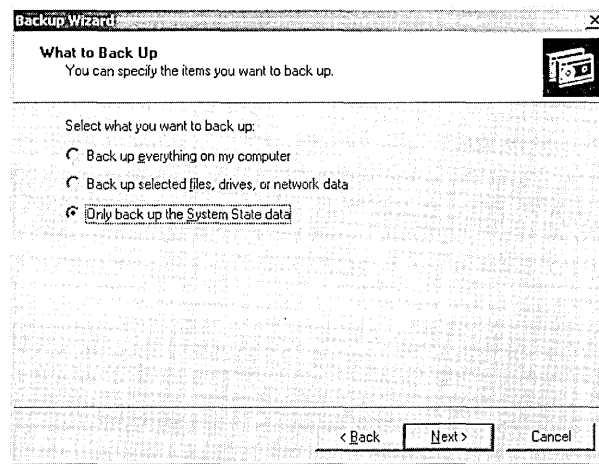 Backup Wizard
What to Back Up
You can specify the items you want to back up.
Select what you want to back up:
Back up everything on my computer
Back up selected files, drives, or network data
Only back up the System State data
< Back
Next >
Cancel